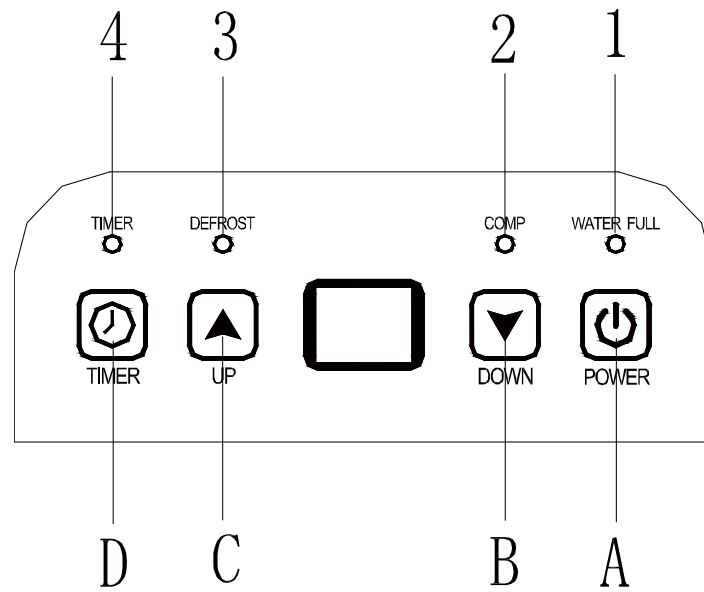 4 3 2 1
TIMER DEFROST COMP WATER FULL
TIMER UP DOWN POWER
D C B A